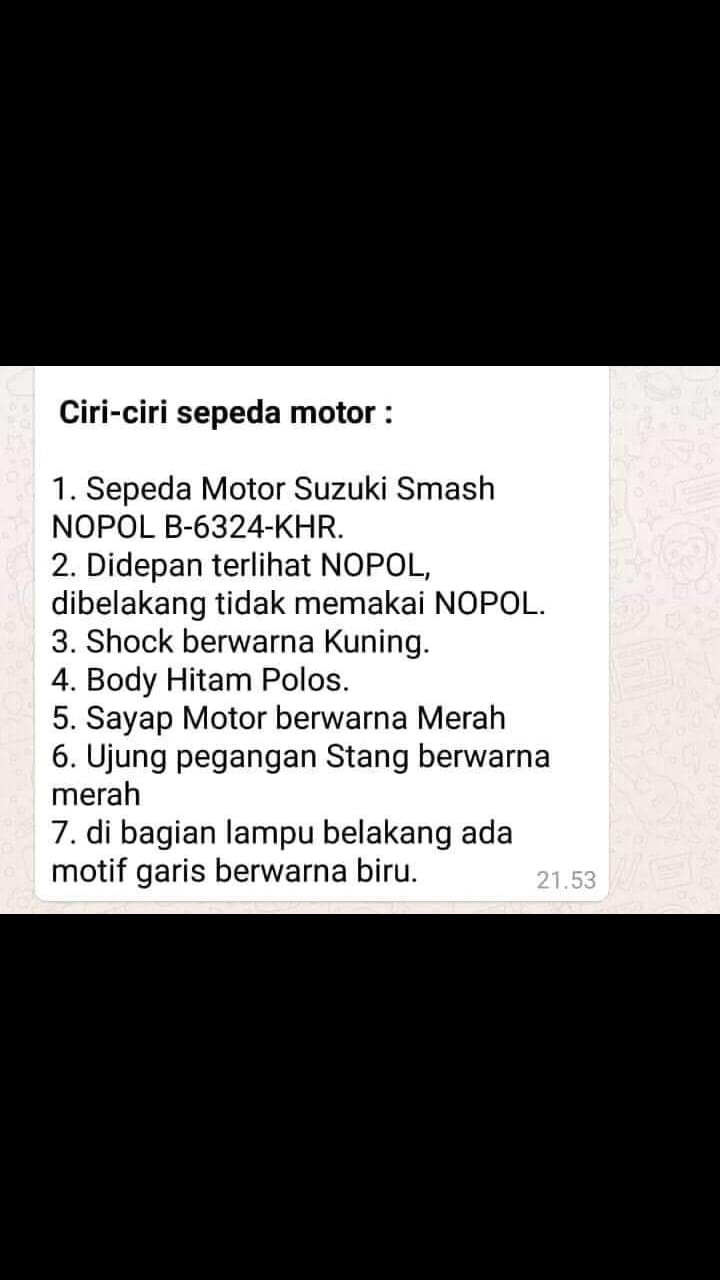 Ciri-ciri sepeda motor :
1. Sepeda Motor Suzuki Smash
NOPOL B-6324-KHR.
2. Didepan terlihat NOPOL,
dibelakang tidak memakai NOPOL.
3. Shock berwarna Kuning.
4. Body Hitam Polos.
5. Sayap Motor berwarna Merah
6. Ujung pegangan Stang berwarna
merah
7. di bagian lampu belakang ada
motif garis berwarna biru.
21.53